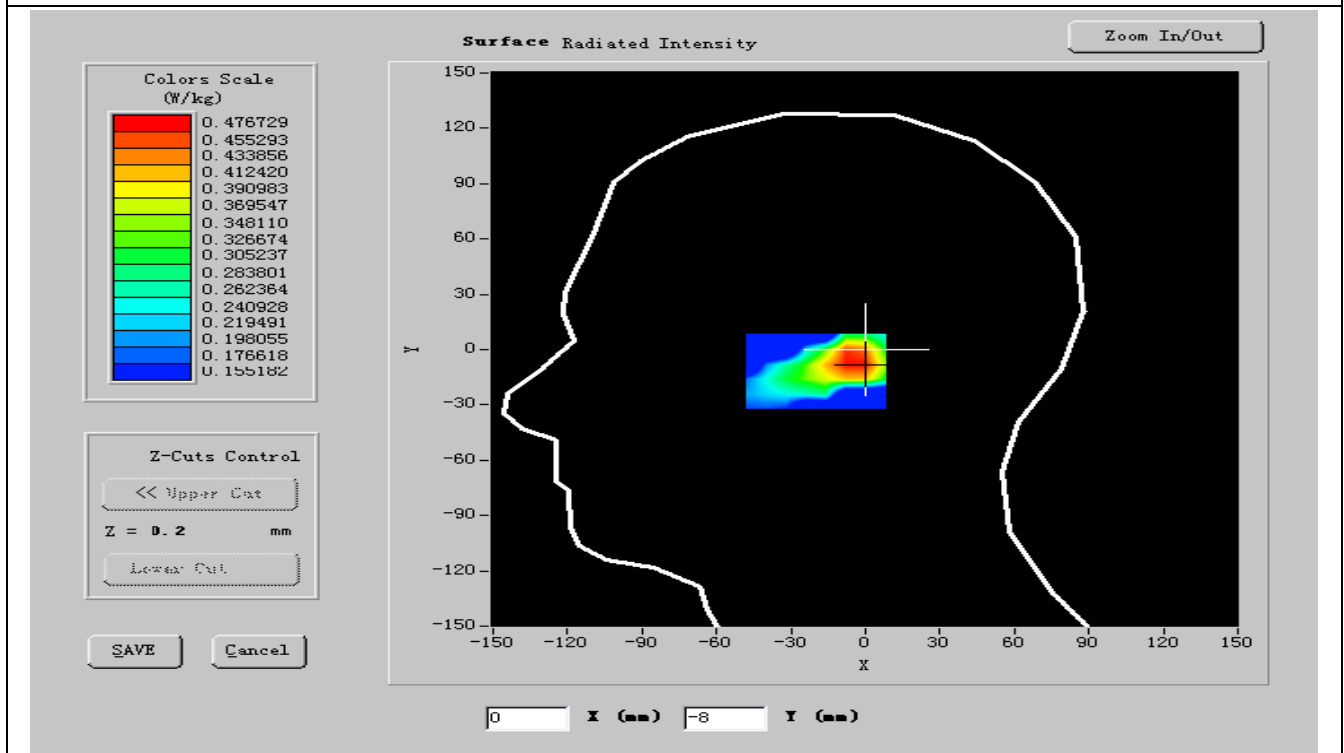 Surface Radiated Intensity
Zoom In/Out
Colors Scale
(W/kg)
0.476729
0.455293
0.433856
0.412420
0.390983
0.369547
0.348110
0.326674
0.305237
0.283801
0.262364
0.240928
0.219491
0.198055
0.176618
0.155182
Z-Cuts Control
<< Upper Cut
Z = 0.2 mm
Lower Cut
SAVE
Cancel
150
120
90
60
30
0
-30
-60
-90
-120
-150
Y
-150 -120 -90 -60 -30 0 30 60 90 120 150
X
0 X (mm) -8 Y (mm)